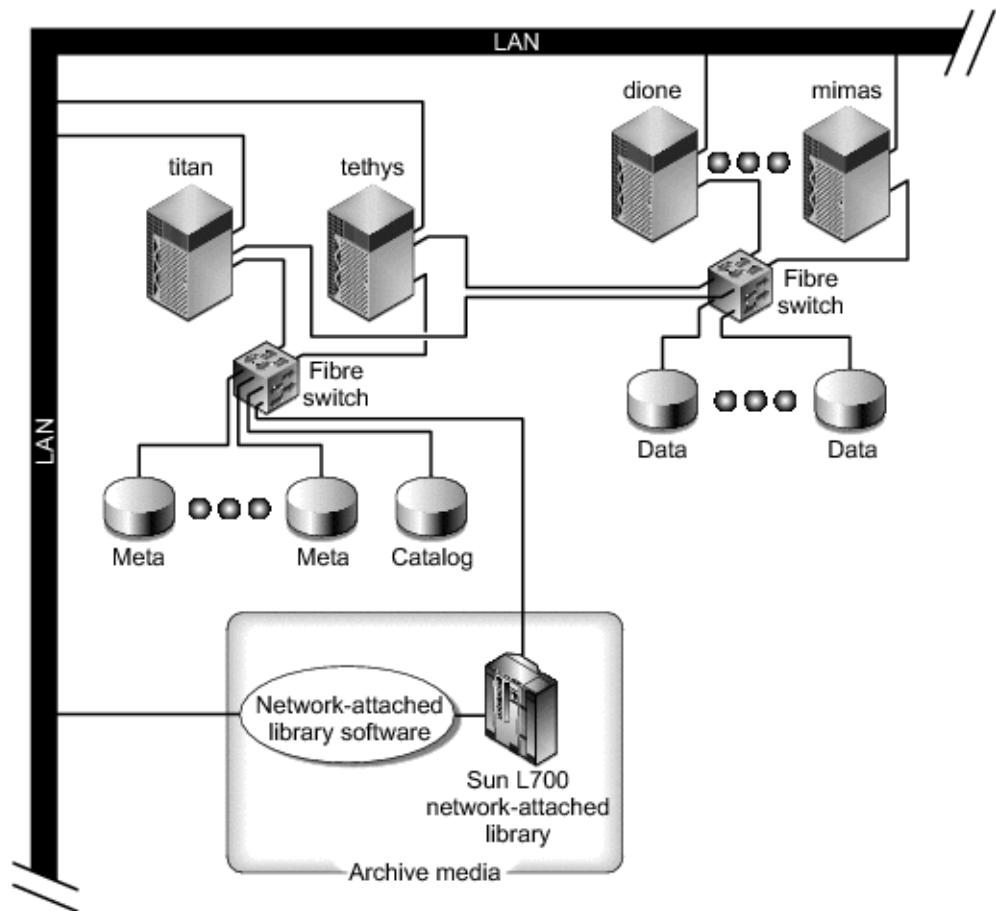 LAN
dione
mimas
titan
tethys
Fibre
switch
Fibre
switch
Data
Data
LAN
Meta
Meta
Catalog
Network-attached
library software
Sun L700
network-attached
library
Archive media